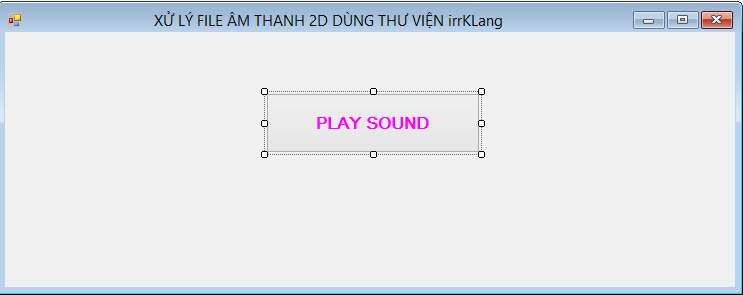 XỬ LÝ FILE ÂM THANH 2D DÙNG THƯ VIỆN irrKLang
PLAY SOUND